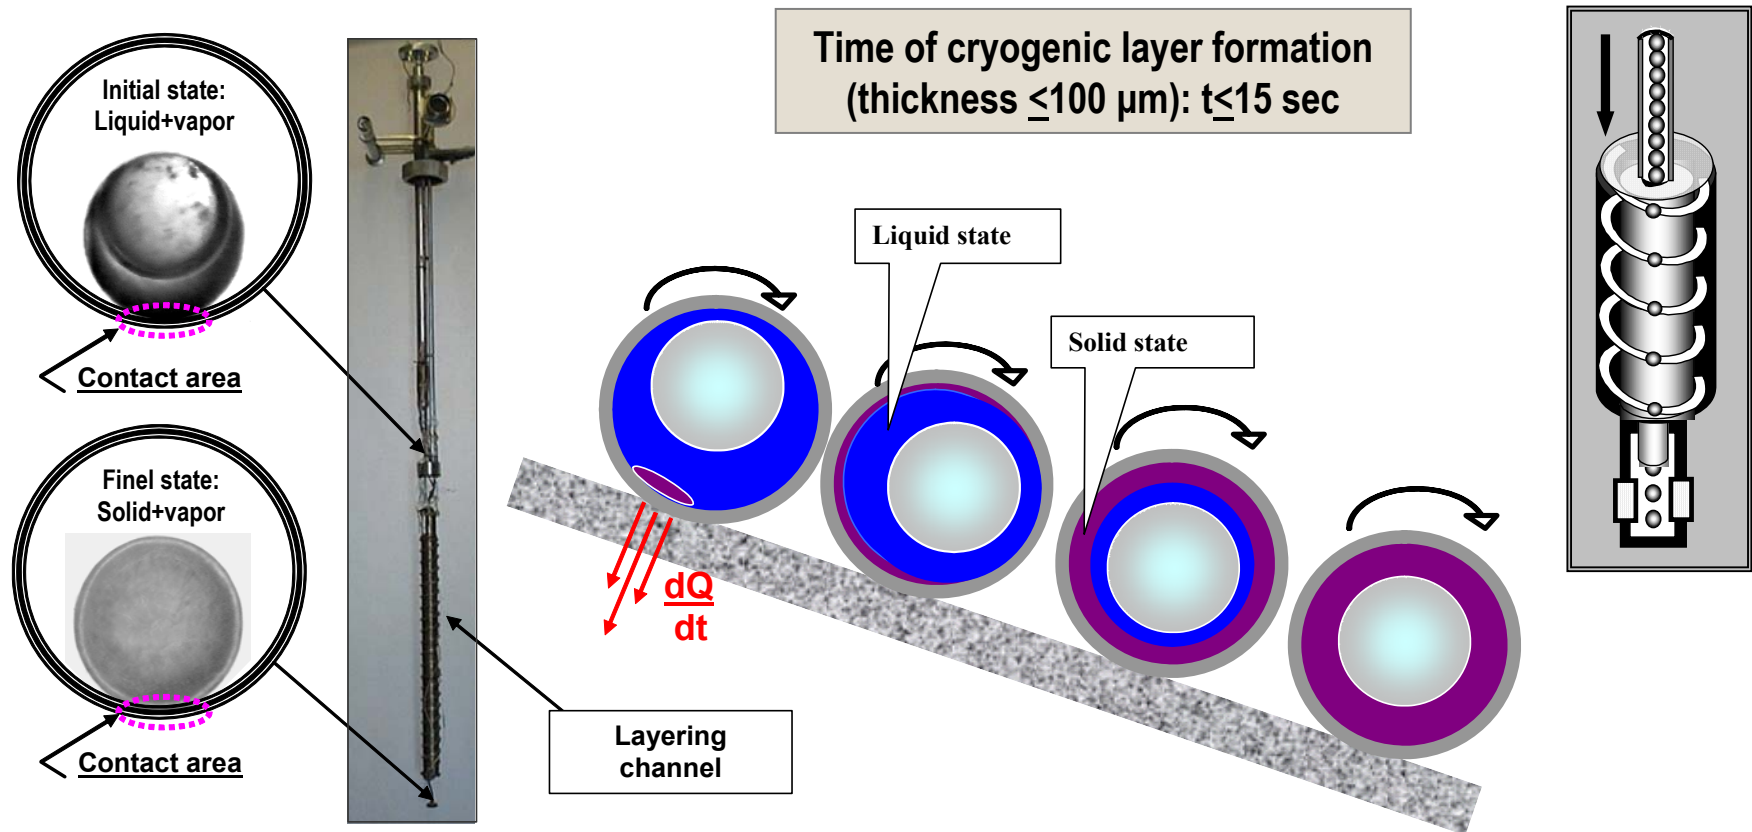 Time of cryogenic layer formation
(thickness ≤100 µm): t≤15 sec
Initial state:
Liquid+vapor
Contact area
Finel state:
Solid+vapor
Contact area
Layering
channel
Liquid state
Solid state
dQ
dt